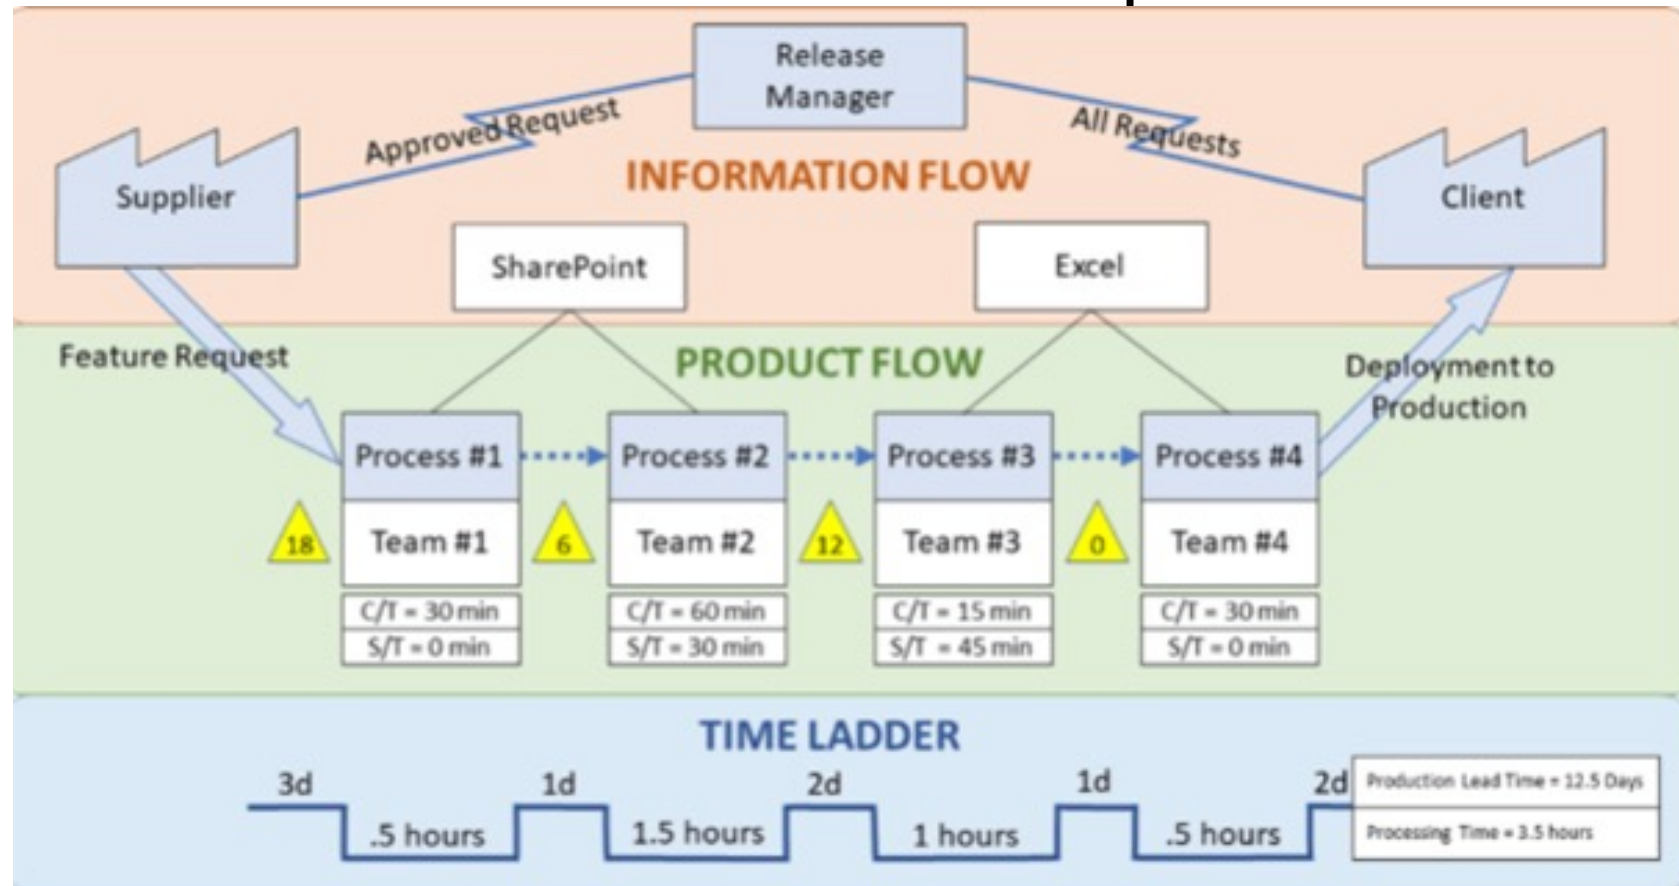 Release
Manager
Approved Request
All Requests
INFORMATION FLOW
Supplier
Client
SharePoint
Excel
Feature Request
PRODUCT FLOW
Deployment to
Production
Process #1
Process #2
Process #3
Process #4
18
Team #1
6
Team #2
12
Team #3
0
Team #4
C/T = 30 min
C/T = 60 min
C/T = 15 min
C/T = 30 min
S/T = 0 min
S/T = 30 min
S/T = 45 min
S/T = 0 min
TIME LADDER
3d
1d
2d
1d
2d
Production Lead Time = 12.5 Days
.5 hours
1.5 hours
1 hours
.5 hours
Processing Time = 3.5 hours